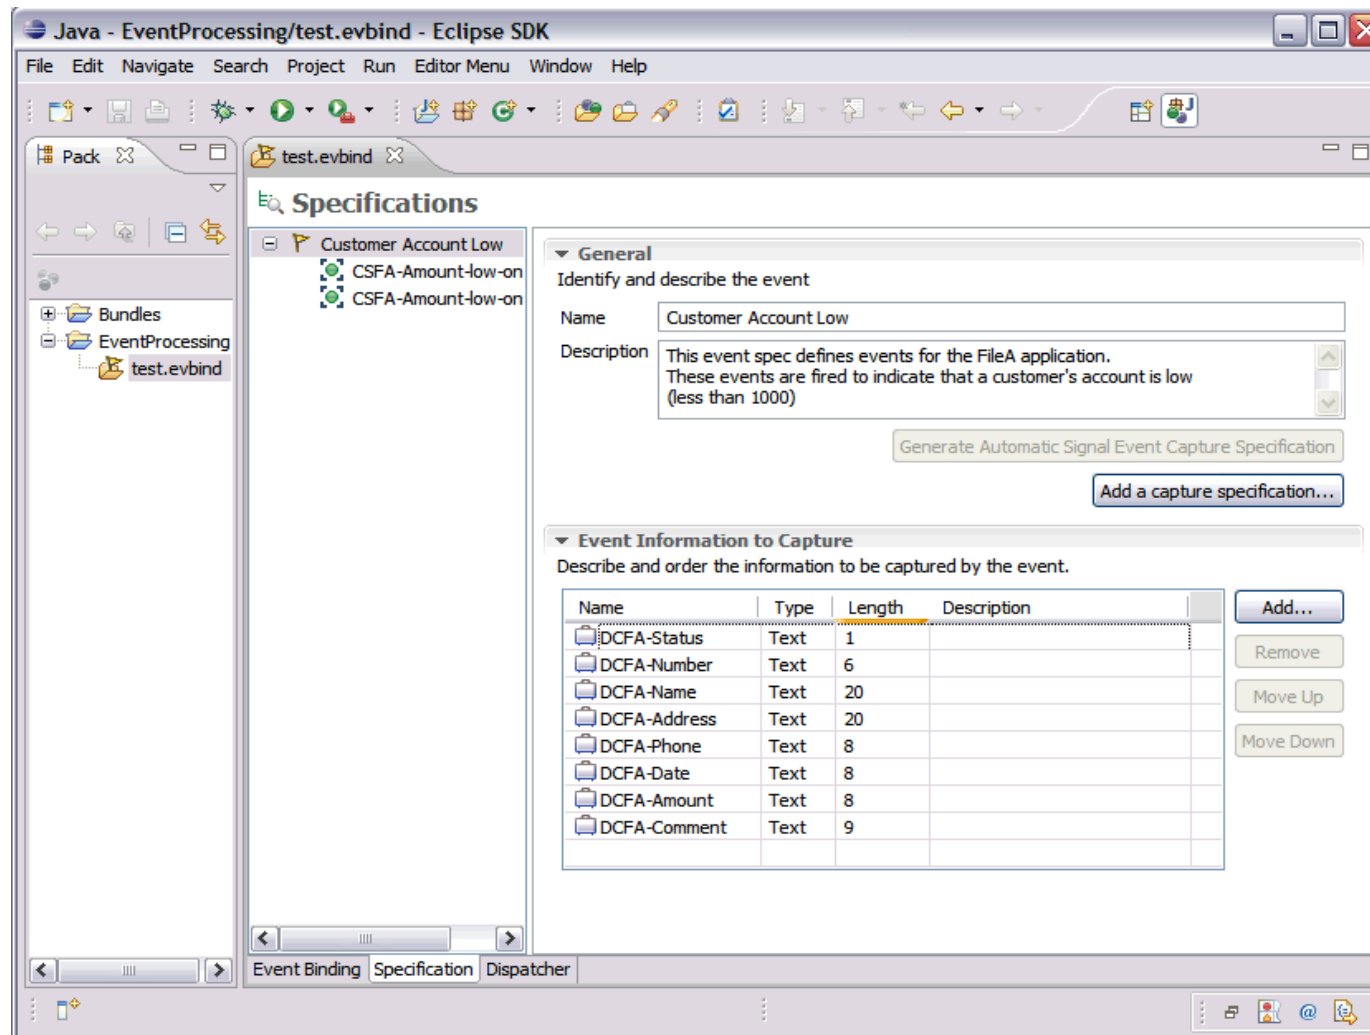 Java - EventProcessing/test.evbind - Eclipse SDK
File Edit Navigate Search Project Run Editor Menu Window Help
Pack
test.evbind
Specifications
Bundles
EventProcessing
test.evbind
Customer Account Low
CSFA-Amount-low-on
CSFA-Amount-low-on
General
Identify and describe the event
Name Customer Account Low
Description This event spec defines events for the FileA application.
These events are fired to indicate that a customer's account is low
(less than 1000)
Generate Automatic Signal Event Capture Specification
Add a capture specification...
Event Information to Capture
Describe and order the information to be captured by the event.
Name Type Length Description
DCFA-Status Text 1
DCFA-Number Text 6
DCFA-Name Text 20
DCFA-Address Text 20
DCFA-Phone Text 8
DCFA-Date Text 8
DCFA-Amount Text 8
DCFA-Comment Text 9
Add...
Remove
Move Up
Move Down
Event Binding Specification Dispatcher